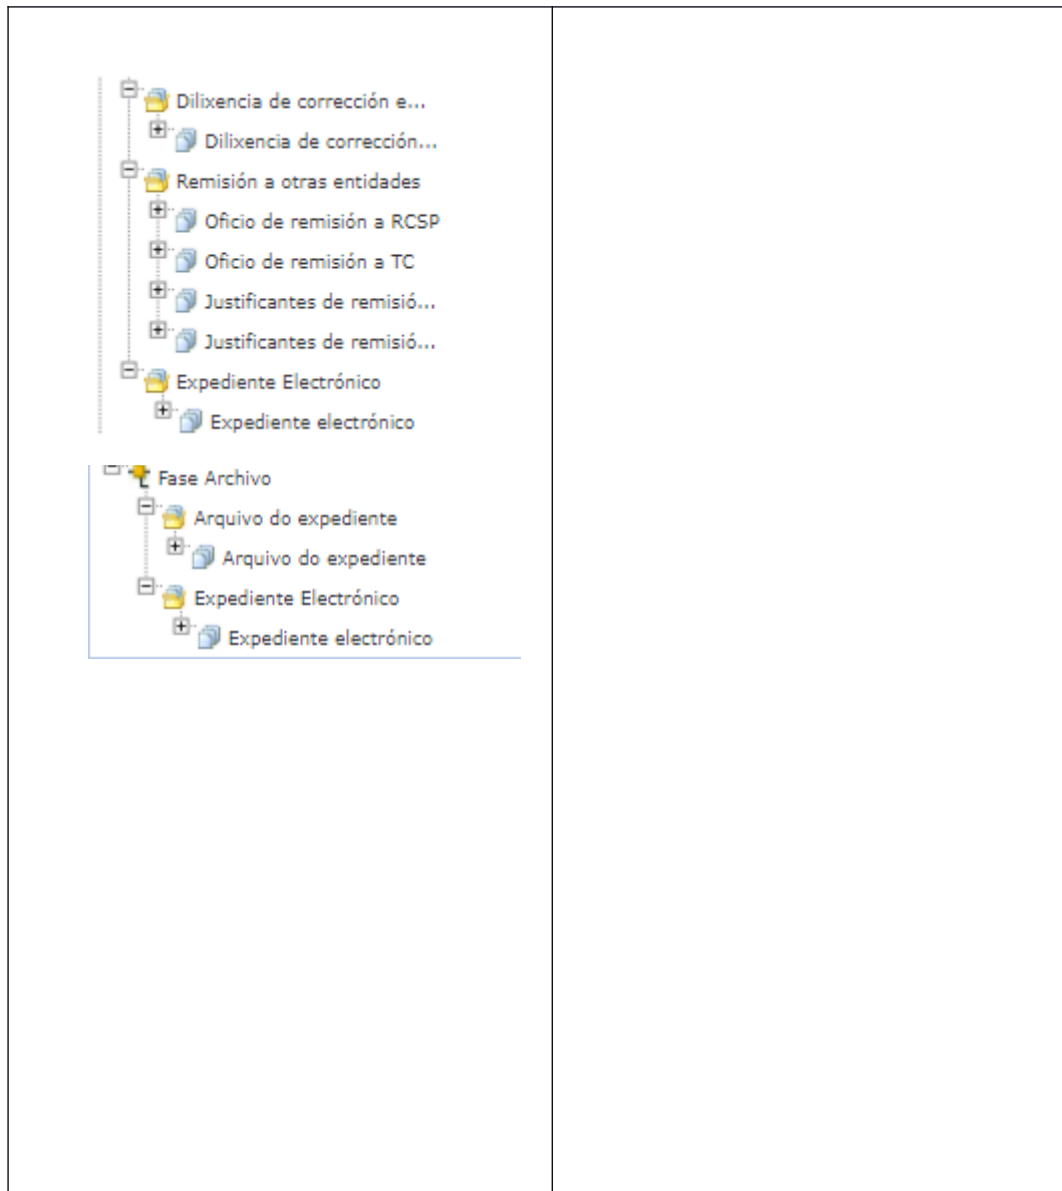 Dilixencia de corrección e...
Dilixencia de corrección...
Remisión a otras entidades
Oficio de remisión a RCSP
Oficio de remisión a TC
Justificantes de remisió...
Justificantes de remisió...
Expediente Electrónico
Expediente electrónico
Fase Archivo
Arquivo do expediente
Arquivo do expediente
Expediente Electrónico
Expediente electrónico